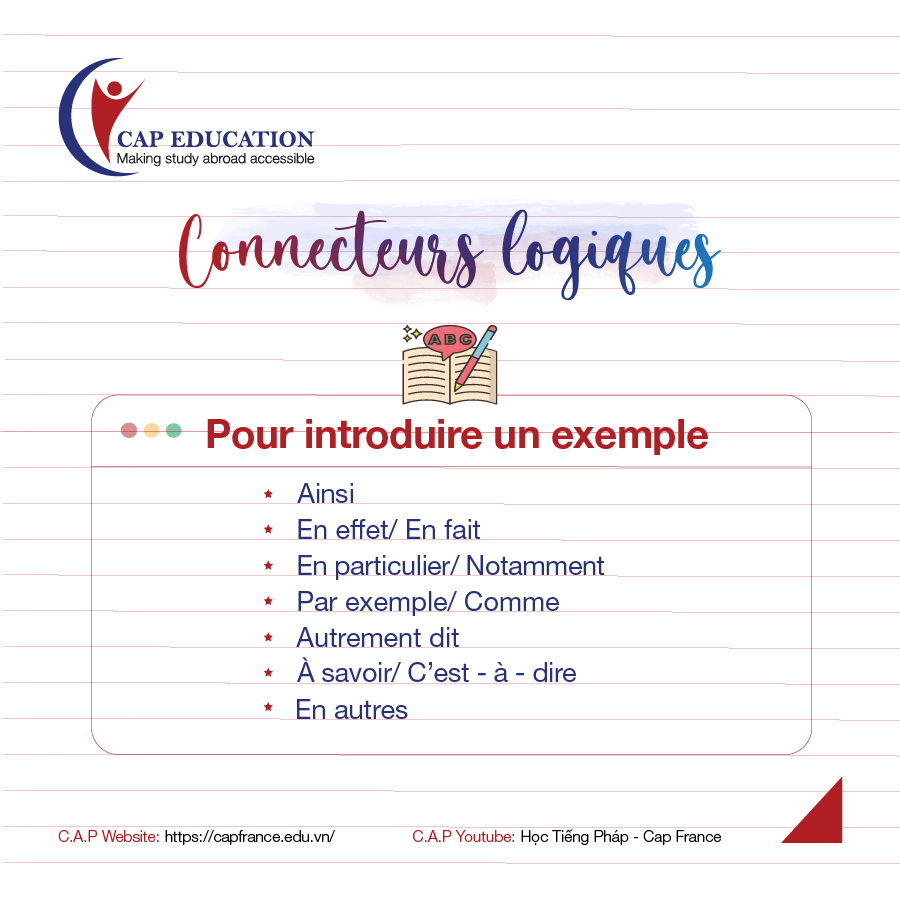 CAP EDUCATION
Making study abroad accessible
Connecteurs logiques
ABC
Pour introduire un exemple
Ainsi
En effet/ En fait
En particulier/ Notamment
Par exemple/ Comme
Autrement dit
À savoir/ C’est - à - dire
En autres
C.A.P Website: https://capfrance.edu.vn/ C.A.P Youtube: Học Tiếng Pháp - Cap France